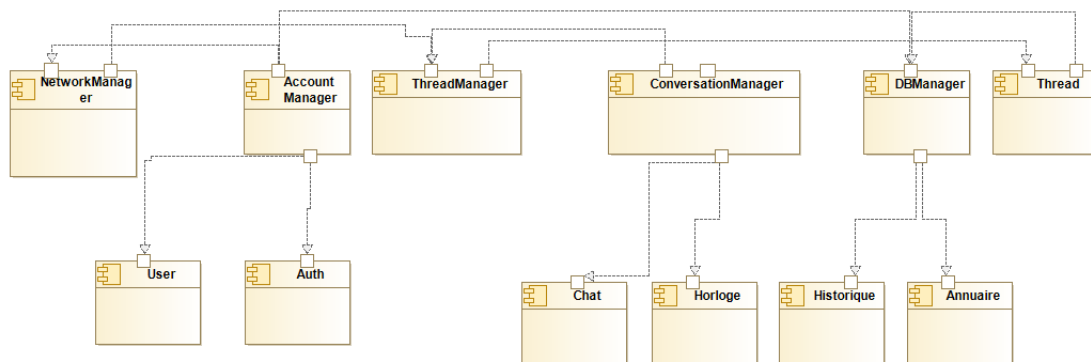 NetworkManag
er
Account
Manager
ThreadManager
ConversationManager
DBManager
Thread
User
Auth
Chat
Horloge
Historique
Annuaire